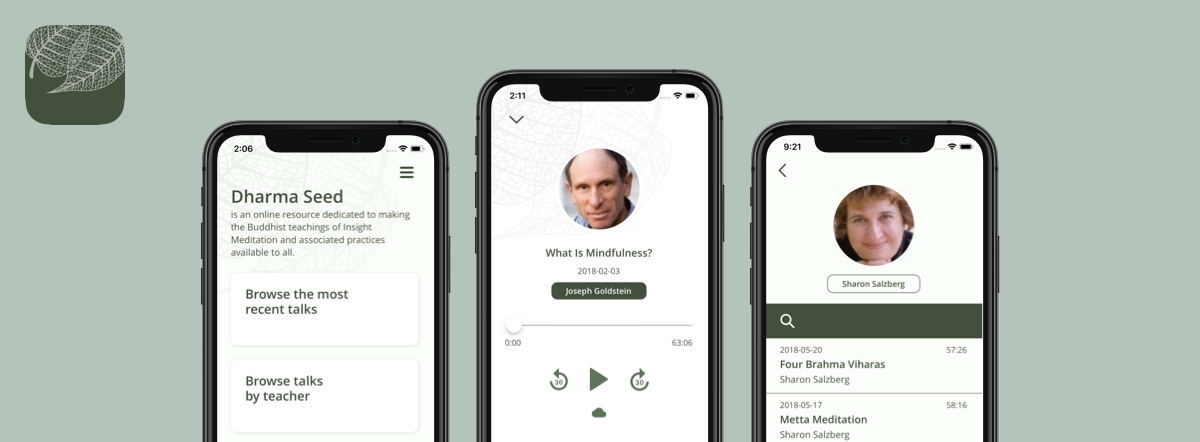 2:06
Dharma Seed
is an online resource dedicated to making
the Buddhist teachings of Insight
Meditation and associated practices
available to all.
Browse the most
recent talks
Browse talks
by teacher
2:11
What Is Mindfulness?
2018-02-03
Joseph Goldstein
0:00 63:06
30 30
9:21
Sharon Salzberg
2018-05-20 57:26
Four Brahma Viharas
Sharon Salzberg
2018-05-17 58:16
Metta Meditation
Sharon Salzberg